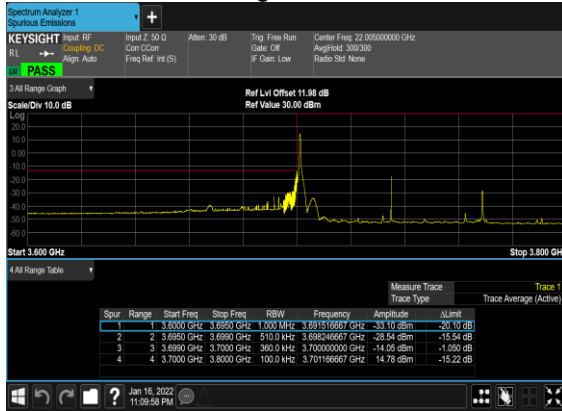 Spectrum Analyzer 1
Spurious Emissions
+
KEYSIGHT Input: RF Input Z: 50 Ω Atten: 30 dB Trig: Free Run Center Freq: 22.005000000 GHz
RL Coupling: DC Corr CCorr Gate: Off Avg|Hold: 300/300
Align: Auto Freq Ref: Int (S) IF Gain: Low Radio Std: None
PASS
3 All Range Graph
Ref Lvl Offset 11.98 dB
Scale/Div 10.0 dB Ref Value 30.00 dBm
Log
20.0
10.0
0.00
-10.0
-20.0
-30.0
-40.0
-50.0
-60.0
Start 3.600 GHz Stop 3.800 GH
4 All Range Table
Measure Trace Trace 1
Trace Type Trace Average (Active)
Spur Range Start Freq Stop Freq RBW Frequency Amplitude ΔLimit
1 1 3.6000 GHz 3.6950 GHz 1.000 MHz 3.691516667 GHz -33.10 dBm -20.10 dB
2 2 3.6950 GHz 3.6990 GHz 510.0 kHz 3.698246667 GHz -28.54 dBm -15.54 dB
3 3 3.6990 GHz 3.7000 GHz 360.0 kHz 3.700000000 GHz -14.05 dBm -1.050 dB
4 4 3.7000 GHz 3.8000 GHz 100.0 kHz 3.701166667 GHz 14.78 dBm -15.22 dB
? Jan 16, 2022
11:09:58 PM